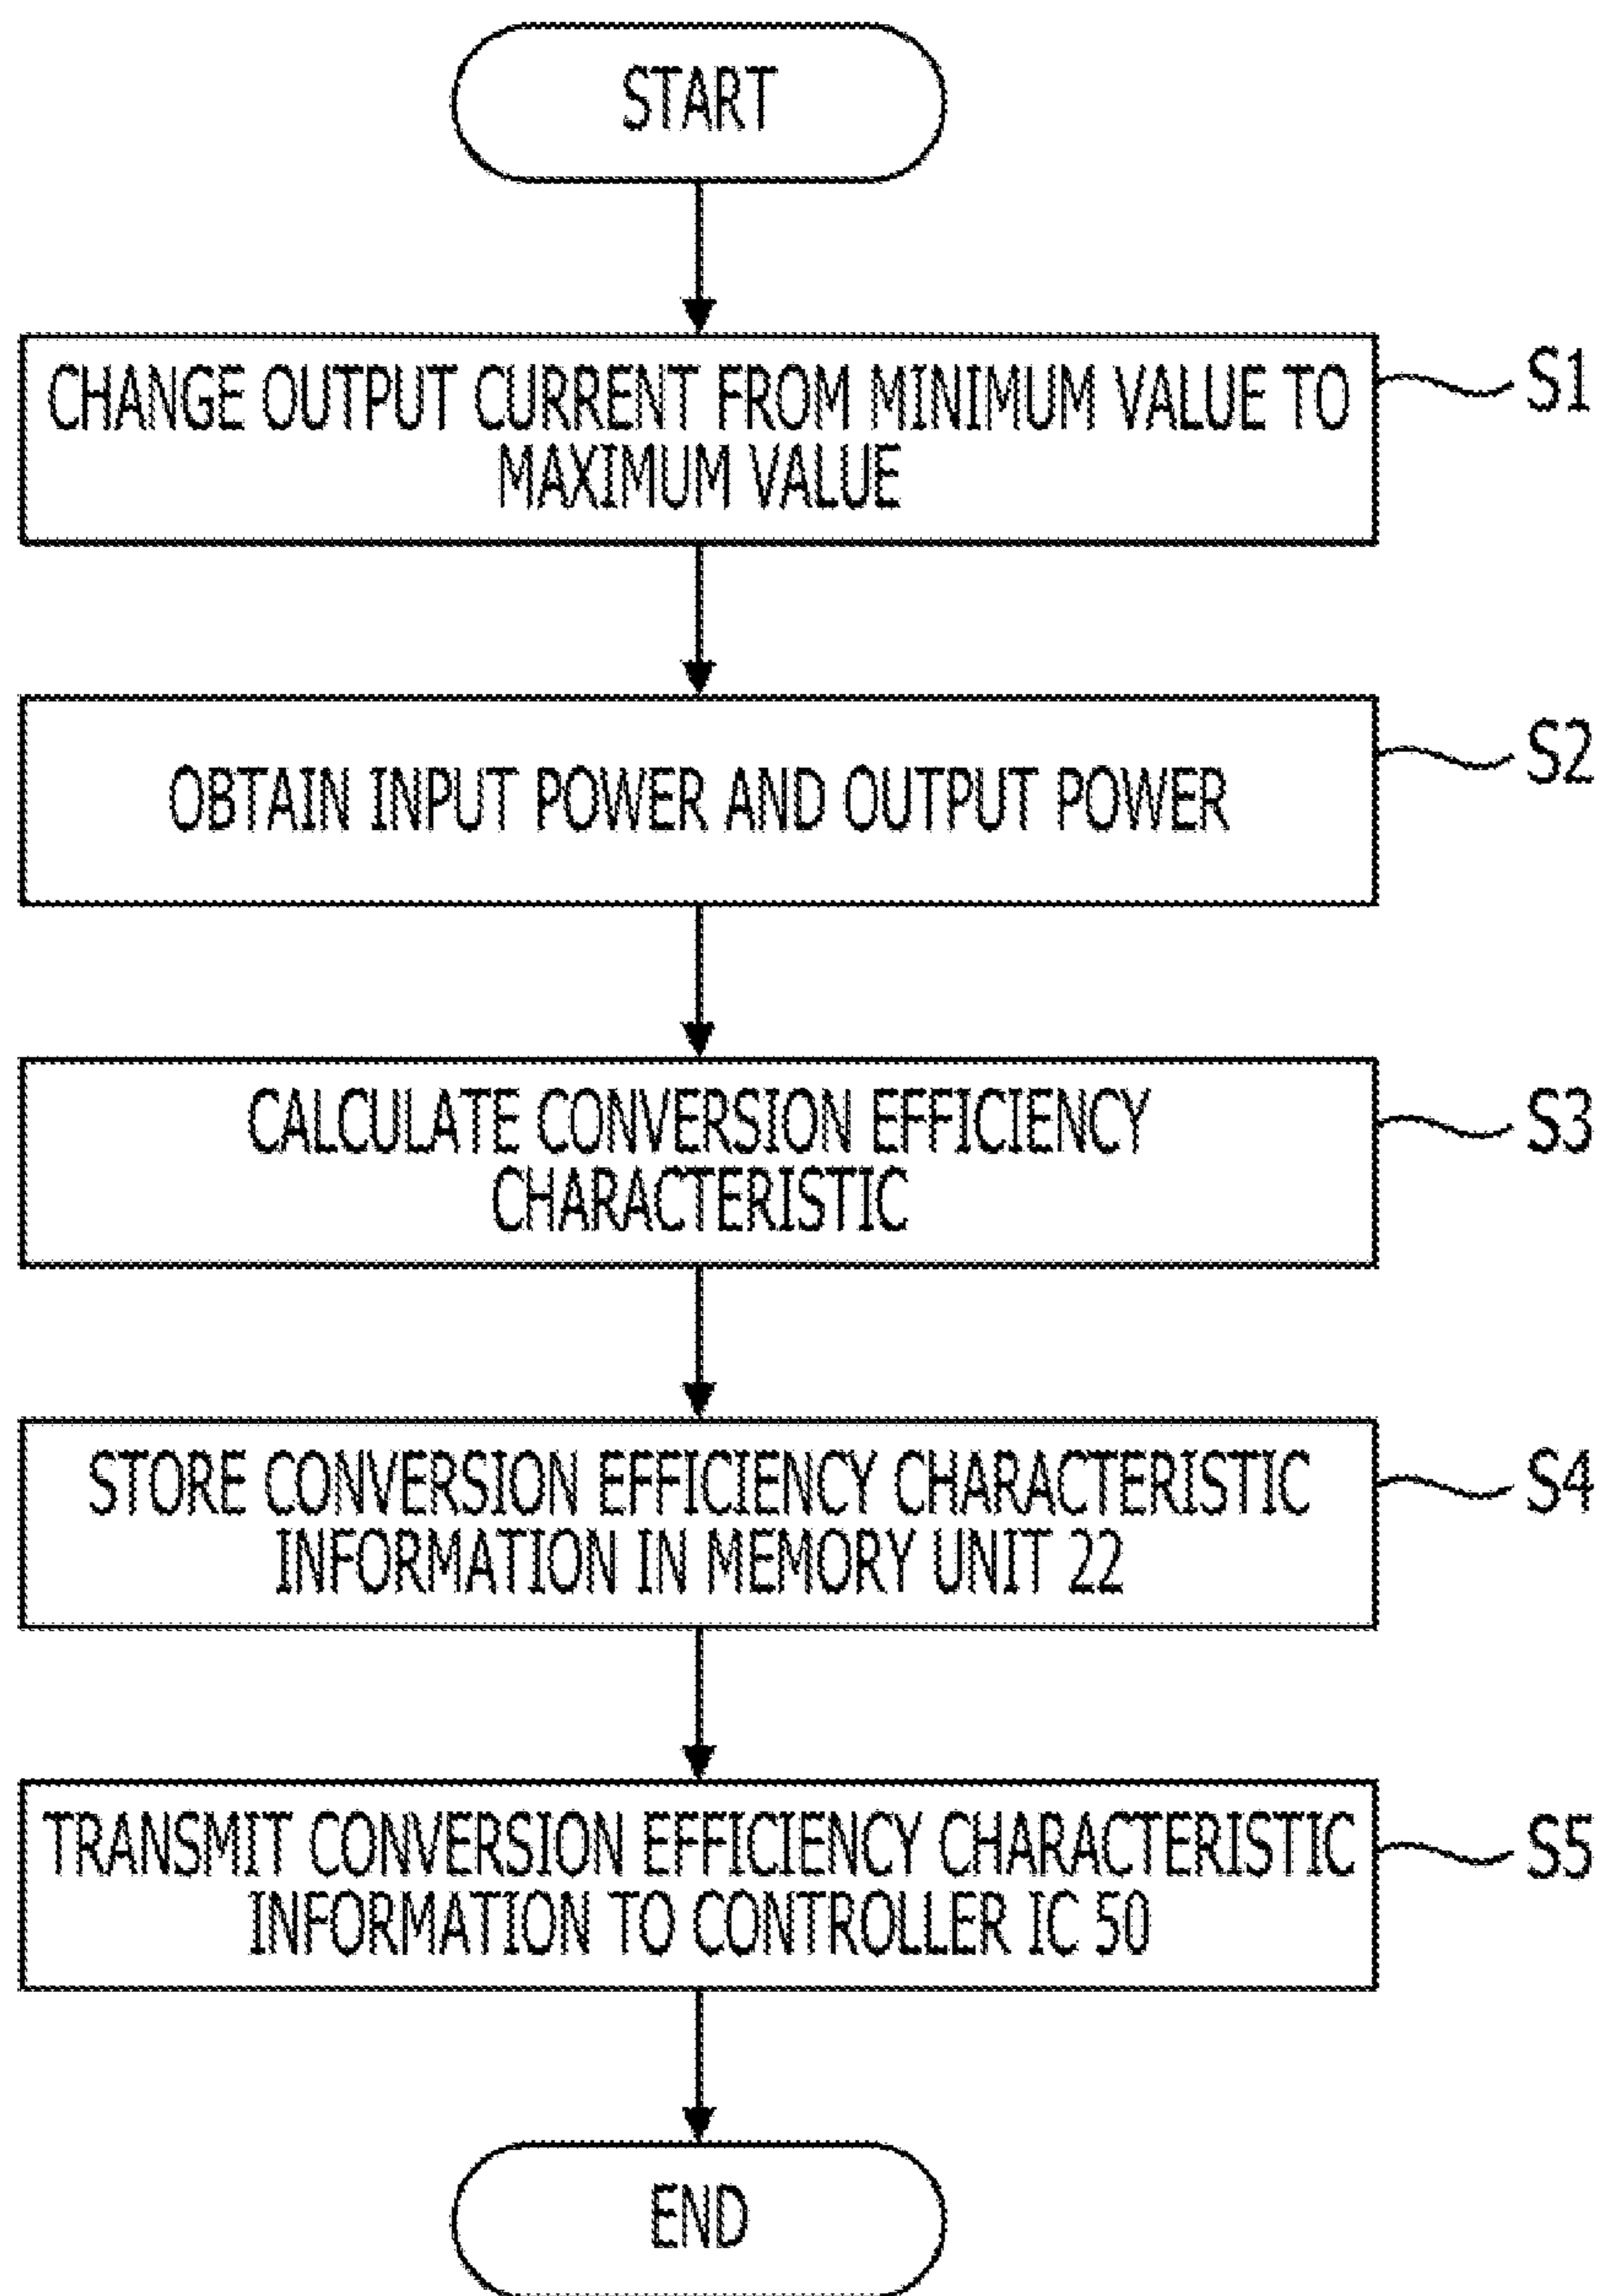 START
CHANGE OUTPUT CURRENT FROM MINIMUM VALUE TO
MAXIMUM VALUE
S1
OBTAIN INPUT POWER AND OUTPUT POWER
S2
CALCULATE CONVERSION EFFICIENCY
CHARACTERISTIC
S3
STORE CONVERSION EFFICIENCY CHARACTERISTIC
INFORMATION IN MEMORY UNIT 22
S4
TRANSMIT CONVERSION EFFICIENCY CHARACTERISTIC
INFORMATION TO CONTROLLER IC 50
S5
END